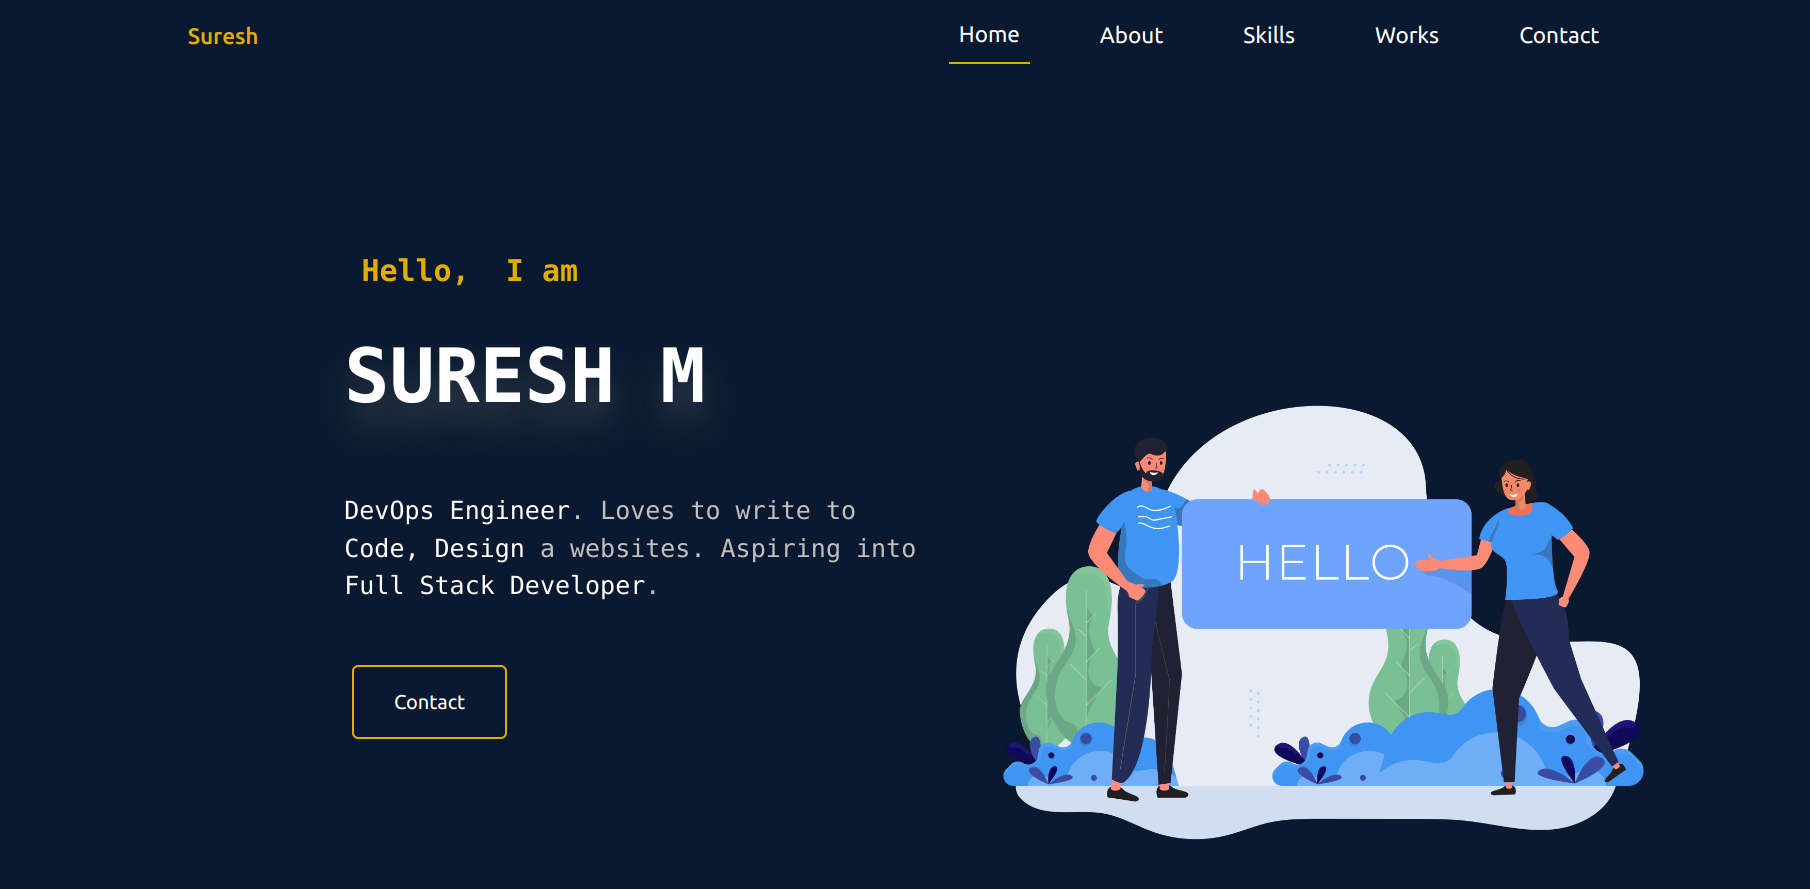 Suresh
Home About Skills Works Contact
Hello, I am
SURESH M
DevOps Engineer. Loves to write to
Code, Design a websites. Aspiring into
Full Stack Developer.
Contact
HELLO